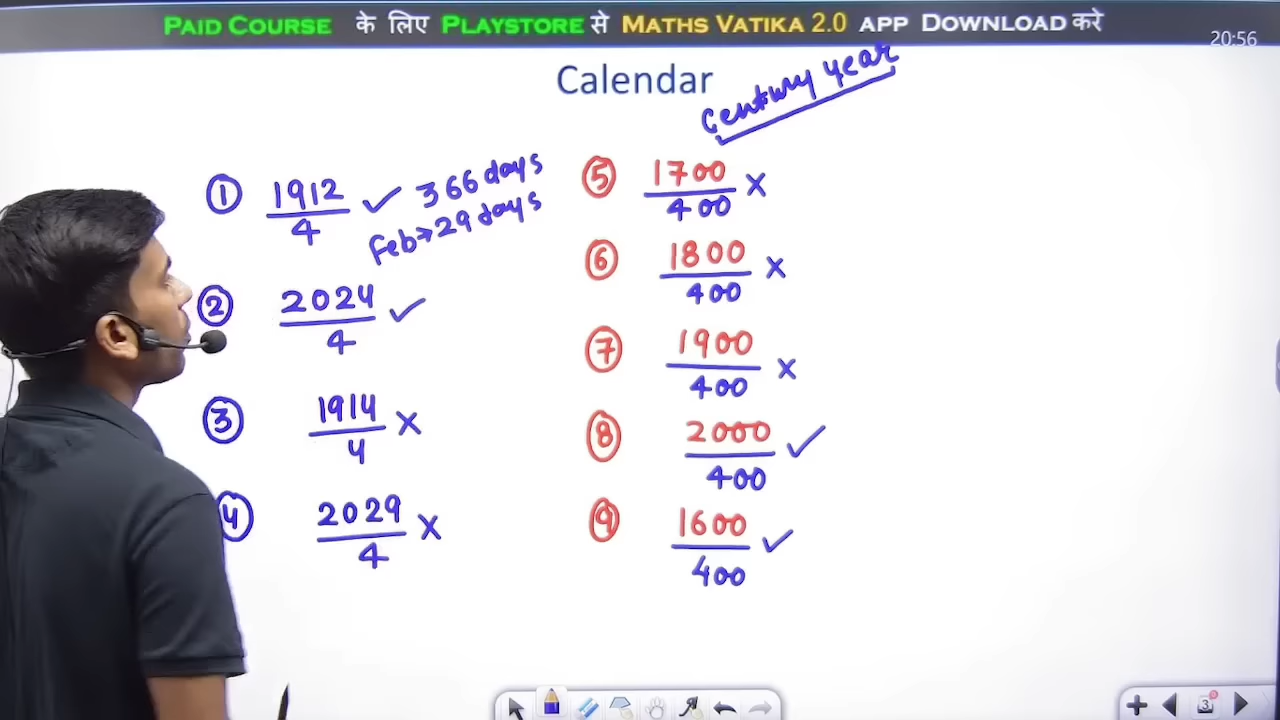 PAID COURSE के लिए PLAYSTORE से MATHS VATIKA 2.0 APP DOWNLOAD करे
20:56
Calendar
Century year
① 1912/4 ✓ 366 days
Feb→29 days
② 2024/4 ✓
③ 1914/4 ×
④ 2029/4 ×
⑤ 1700/400 ×
⑥ 1800/400 ×
⑦ 1900/400 ×
⑧ 2000/400 ✓
⑨ 1600/400 ✓
3